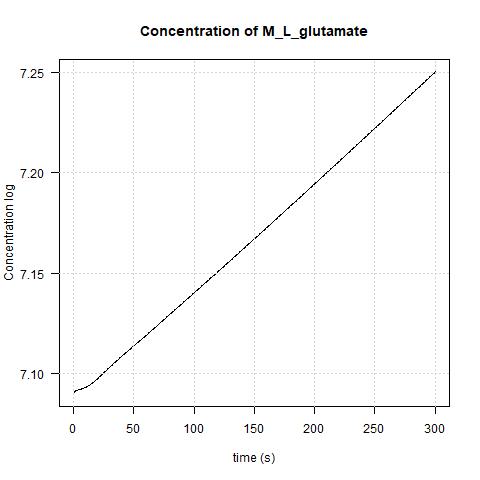 Concentration of M_L_glutamate
Concentration log
7.25
7.20
7.15
7.10
0 50 100 150 200 250 300
time (s)